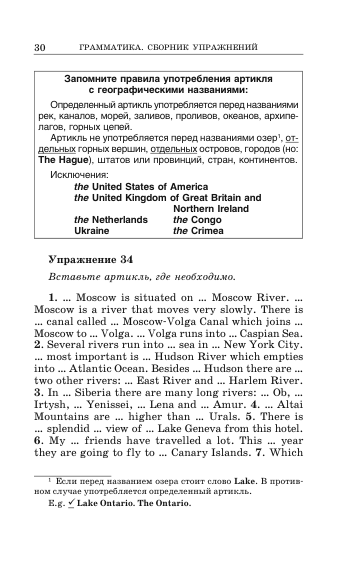 30 ГРАММАТИКА. СБОРНИК УПРАЖНЕНИЙ
Запомните правила употребления артикля
с географическими названиями:
Определенный артикль употребляется перед названиями
рек, каналов, морей, заливов, проливов, океанов, архипе-
лагов, горных цепей.
Артикль не употребляется перед названиями озер¹, от-
дельных горных вершин, отдельных островов, городов (но:
The Hague), штатов или провинций, стран, континентов.
Исключения:
the United States of America
the United Kingdom of Great Britain and
Northern Ireland
the Netherlands the Congo
Ukraine the Crimea
Упражнение 34
Вставьте артикль, где необходимо.
1. ... Moscow is situated on ... Moscow River. ...
Moscow is a river that moves very slowly. There is
... canal called ... Moscow-Volga Canal which joins ...
Moscow to ... Volga. ... Volga runs into ... Caspian Sea.
2. Several rivers run into ... sea in ... New York City.
... most important is ... Hudson River which empties
into ... Atlantic Ocean. Besides ... Hudson there are ...
two other rivers: ... East River and ... Harlem River.
3. In ... Siberia there are many long rivers: ... Ob, ...
Irtysh, ... Yenissei, ... Lena and ... Amur. 4. ... Altai
Mountains are ... higher than ... Urals. 5. There is
... splendid ... view of ... Lake Geneva from this hotel.
6. My ... friends have travelled a lot. This ... year
they are going to fly to ... Canary Islands. 7. Which
¹ Если перед названием озера стоит слово Lake. В против-
ном случае употребляется определенный артикль.
E.g. ✓ Lake Ontario. The Ontario.